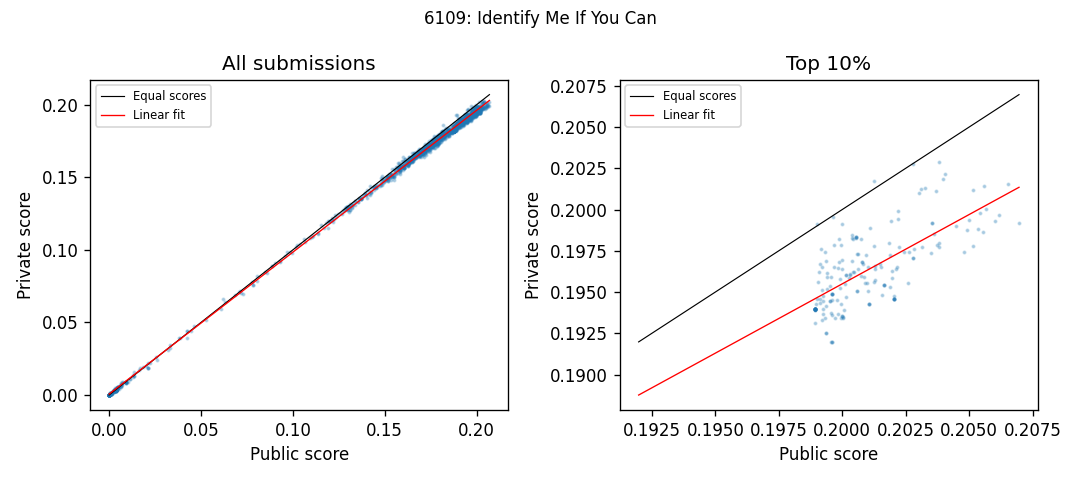 6109: Identify Me If You Can
All submissions
Equal scores
Linear fit
Private score
0.20
0.15
0.10
0.05
0.00
0.00 0.05 0.10 0.15 0.20
Public score
Top 10%
Equal scores
Linear fit
Private score
0.2075
0.2050
0.2025
0.2000
0.1975
0.1950
0.1925
0.1900
0.1925 0.1950 0.1975 0.2000 0.2025 0.2050 0.2075
Public score